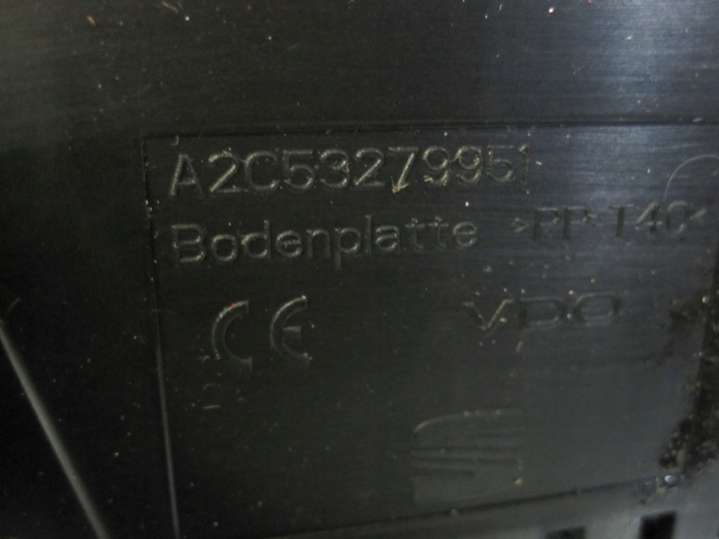 A2C53279951
Bodenplatte >PP-T40<
CE VDO